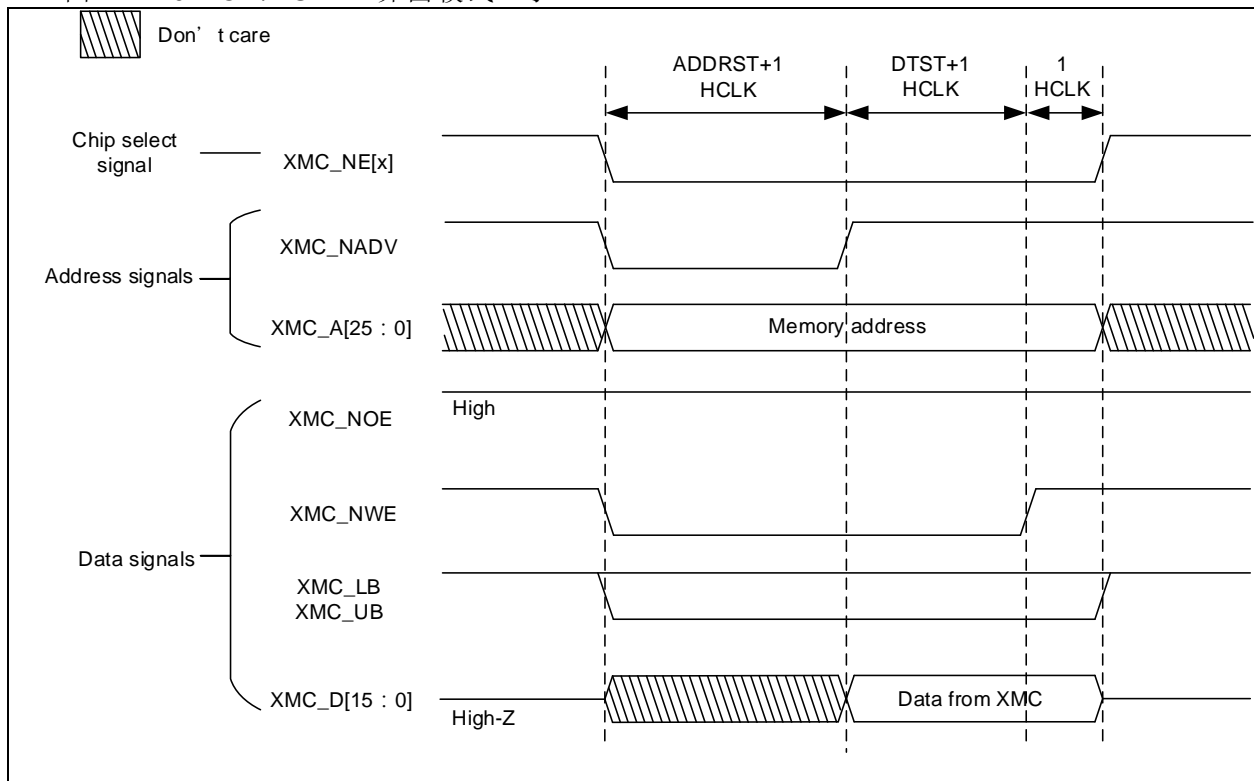 Don’ t care
ADDRST+1
HCLK
DTST+1
HCLK
1
HCLK
Chip select
signal
XMC_NE[x]
XMC_NADV
Address signals
XMC_A[25：0]
Memory address
XMC_NOE
High
XMC_NWE
Data signals
XMC_LB
XMC_UB
XMC_D[15：0]
High-Z
Data from XMC